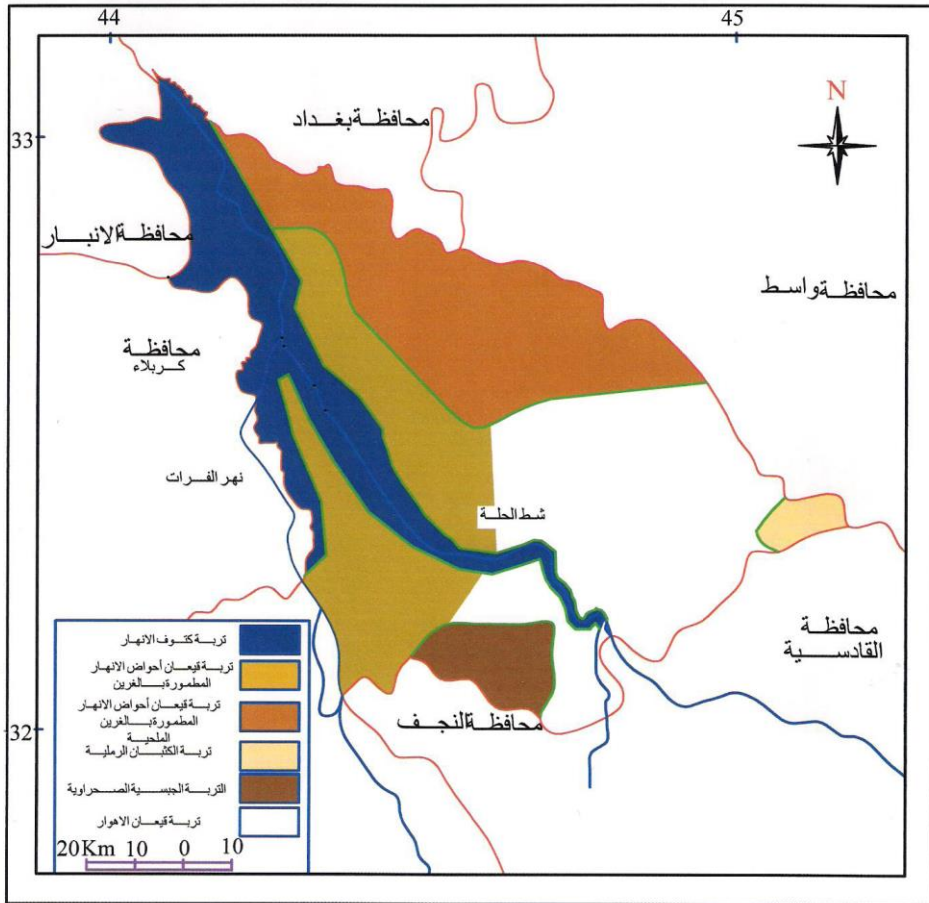 44
45
N
33
32
محافظة بغداد
محافظة الانبار
محافظة واسط
محافظة
كربلاء
نهر الفرات
شط الحلة
محافظة
القادسية
محافظة النجف
تربة كتوف الانهار
تربة قيعان أحواض الانهار
المطمورة بالغرين
تربة قيعان أحواض الانهار
المطمورة بالغرين
الملحية
تربة الكثبان الرملية
التربة الجبسية الصحراوية
تربة قيعان الاهوار
20Km 10 0 10